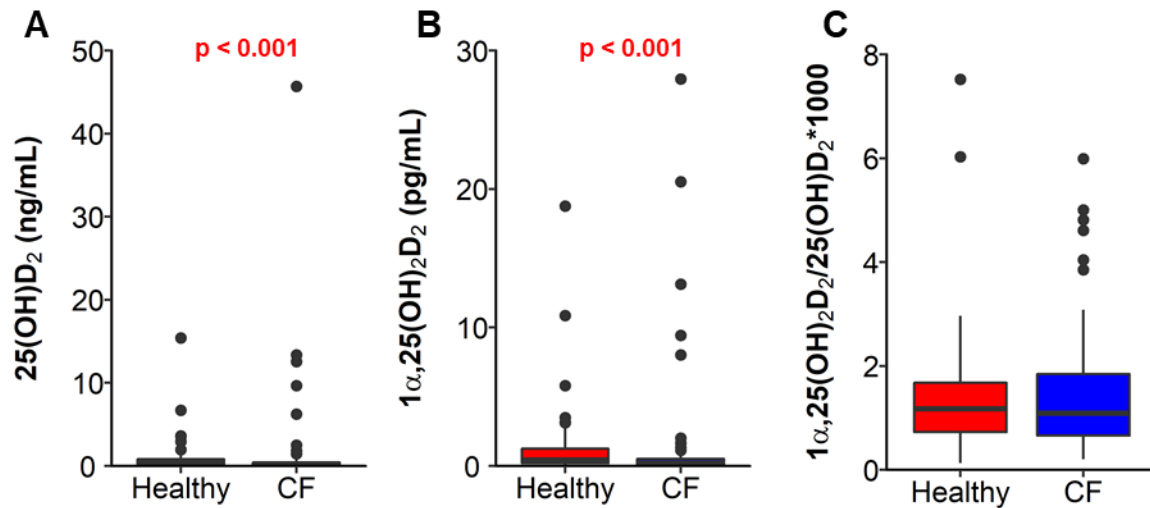 A
p < 0.001
25(OH)D₂ (ng/mL)
50
40
30
20
10
0
Healthy CF
B
p < 0.001
1α,25(OH)₂D₂ (pg/mL)
30
20
10
0
Healthy CF
C
1α,25(OH)₂D₂/25(OH)D₂*1000
8
6
4
2
0
Healthy CF